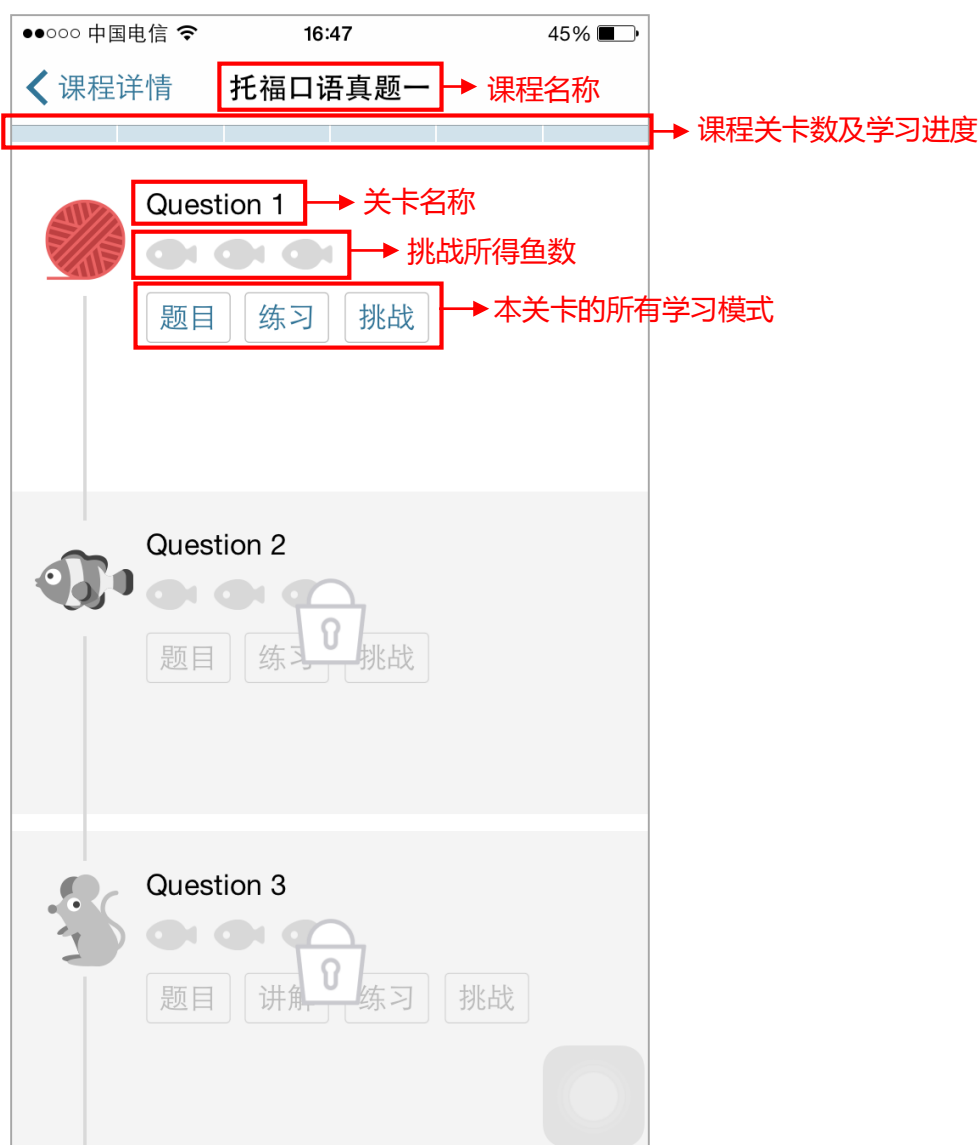 中国电信 16:47 45%
课程详情 托福口语真题一 课程名称
课程关卡数及学习进度
Question 1 关卡名称
挑战所得鱼数
题目 练习 挑战 本关卡的所有学习模式
Question 2
题目 练习 挑战
Question 3
题目 讲解 练习 挑战